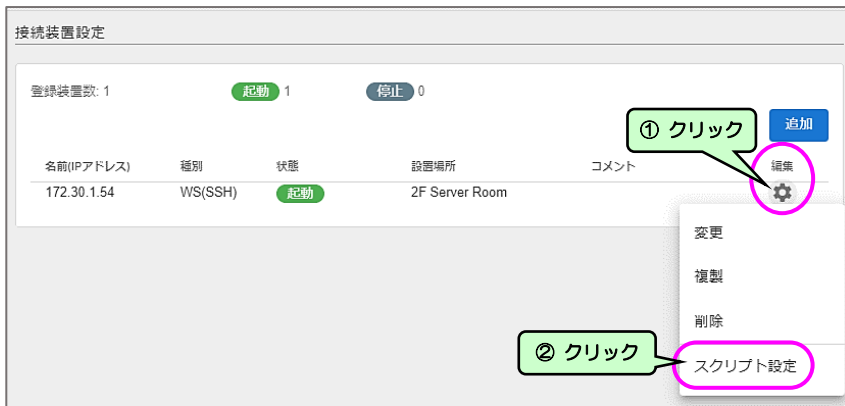 接続装置設定
登録装置数: 1 起動 1 停止 0
追加
① クリック
名前(IPアドレス) 種別 状態 設置場所 コメント 編集
172.30.1.54 WS(SSH) 起動 2F Server Room
変更
複製
削除
② クリック
スクリプト設定